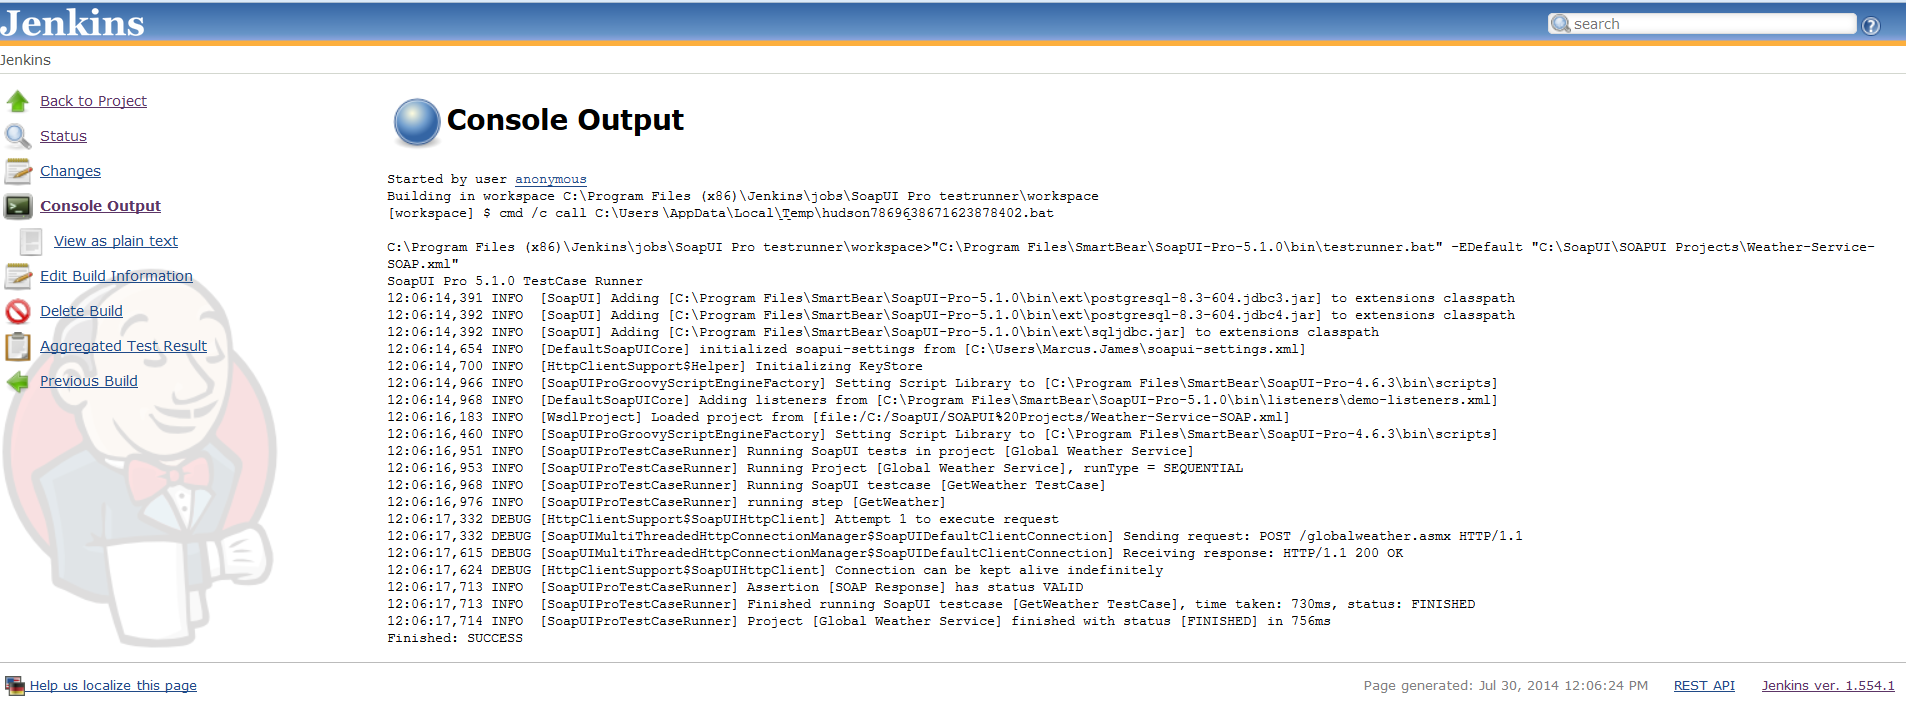 Jenkins
search
Jenkins
Back to Project
Status
Changes
Console Output
View as plain text
Edit Build Information
Delete Build
Aggregated Test Result
Previous Build
Console Output
Started by user anonymous
Building in workspace C:\Program Files (x86)\Jenkins\jobs\SoapUI Pro testrunner\workspace
[workspace] $ cmd /c call C:\Users\AppData\Local\Temp\hudson7869638671623878402.bat
C:\Program Files (x86)\Jenkins\jobs\SoapUI Pro testrunner\workspace>"C:\Program Files\SmartBear\SoapUI-Pro-5.1.0\bin\testrunner.bat" -EDefault "C:\SoapUI\SOAPUI Projects\Weather-Service-
SOAP.xml"
SoapUI Pro 5.1.0 TestCase Runner
12:06:14,391 INFO  [SoapUI] Adding [C:\Program Files\SmartBear\SoapUI-Pro-5.1.0\bin\ext\postgresql-8.3-604.jdbc3.jar] to extensions classpath
12:06:14,392 INFO  [SoapUI] Adding [C:\Program Files\SmartBear\SoapUI-Pro-5.1.0\bin\ext\postgresql-8.3-604.jdbc4.jar] to extensions classpath
12:06:14,392 INFO  [SoapUI] Adding [C:\Program Files\SmartBear\SoapUI-Pro-5.1.0\bin\ext\sqljdbc.jar] to extensions classpath
12:06:14,654 INFO  [DefaultSoapUICore] initialized soapui-settings from [C:\Users\Marcus.James\soapui-settings.xml]
12:06:14,700 INFO  [HttpClientSupport$Helper] Initializing KeyStore
12:06:14,966 INFO  [SoapUIProGroovyScriptEngineFactory] Setting Script Library to [C:\Program Files\SmartBear\SoapUI-Pro-4.6.3\bin\scripts]
12:06:14,968 INFO  [DefaultSoapUICore] Adding listeners from [C:\Program Files\SmartBear\SoapUI-Pro-5.1.0\bin\listeners\demo-listeners.xml]
12:06:16,183 INFO  [WsdlProject] Loaded project from [file:/C:/SoapUI/SOAPUI%20Projects/Weather-Service-SOAP.xml]
12:06:16,460 INFO  [SoapUIProGroovyScriptEngineFactory] Setting Script Library to [C:\Program Files\SmartBear\SoapUI-Pro-4.6.3\bin\scripts]
12:06:16,951 INFO  [SoapUIProTestCaseRunner] Running SoapUI tests in project [Global Weather Service]
12:06:16,953 INFO  [SoapUIProTestCaseRunner] Running Project [Global Weather Service], runType = SEQUENTIAL
12:06:16,968 INFO  [SoapUIProTestCaseRunner] Running SoapUI testcase [GetWeather TestCase]
12:06:16,976 INFO  [SoapUIProTestCaseRunner] running step [GetWeather]
12:06:17,332 DEBUG [HttpClientSupport$SoapUIHttpClient] Attempt 1 to execute request
12:06:17,332 DEBUG [SoapUIMultiThreadedHttpConnectionManager$SoapUIDefaultClientConnection] Sending request: POST /globalweather.asmx HTTP/1.1
12:06:17,615 DEBUG [SoapUIMultiThreadedHttpConnectionManager$SoapUIDefaultClientConnection] Receiving response: HTTP/1.1 200 OK
12:06:17,624 DEBUG [HttpClientSupport$SoapUIHttpClient] Connection can be kept alive indefinitely
12:06:17,713 INFO  [SoapUIProTestCaseRunner] Assertion [SOAP Response] has status VALID
12:06:17,713 INFO  [SoapUIProTestCaseRunner] Finished running SoapUI testcase [GetWeather TestCase], time taken: 730ms, status: FINISHED
12:06:17,714 INFO  [SoapUIProTestCaseRunner] Project [Global Weather Service] finished with status [FINISHED] in 756ms
Finished: SUCCESS
Help us localize this page
Page generated: Jul 30, 2014 12:06:24 PM REST API Jenkins ver. 1.554.1